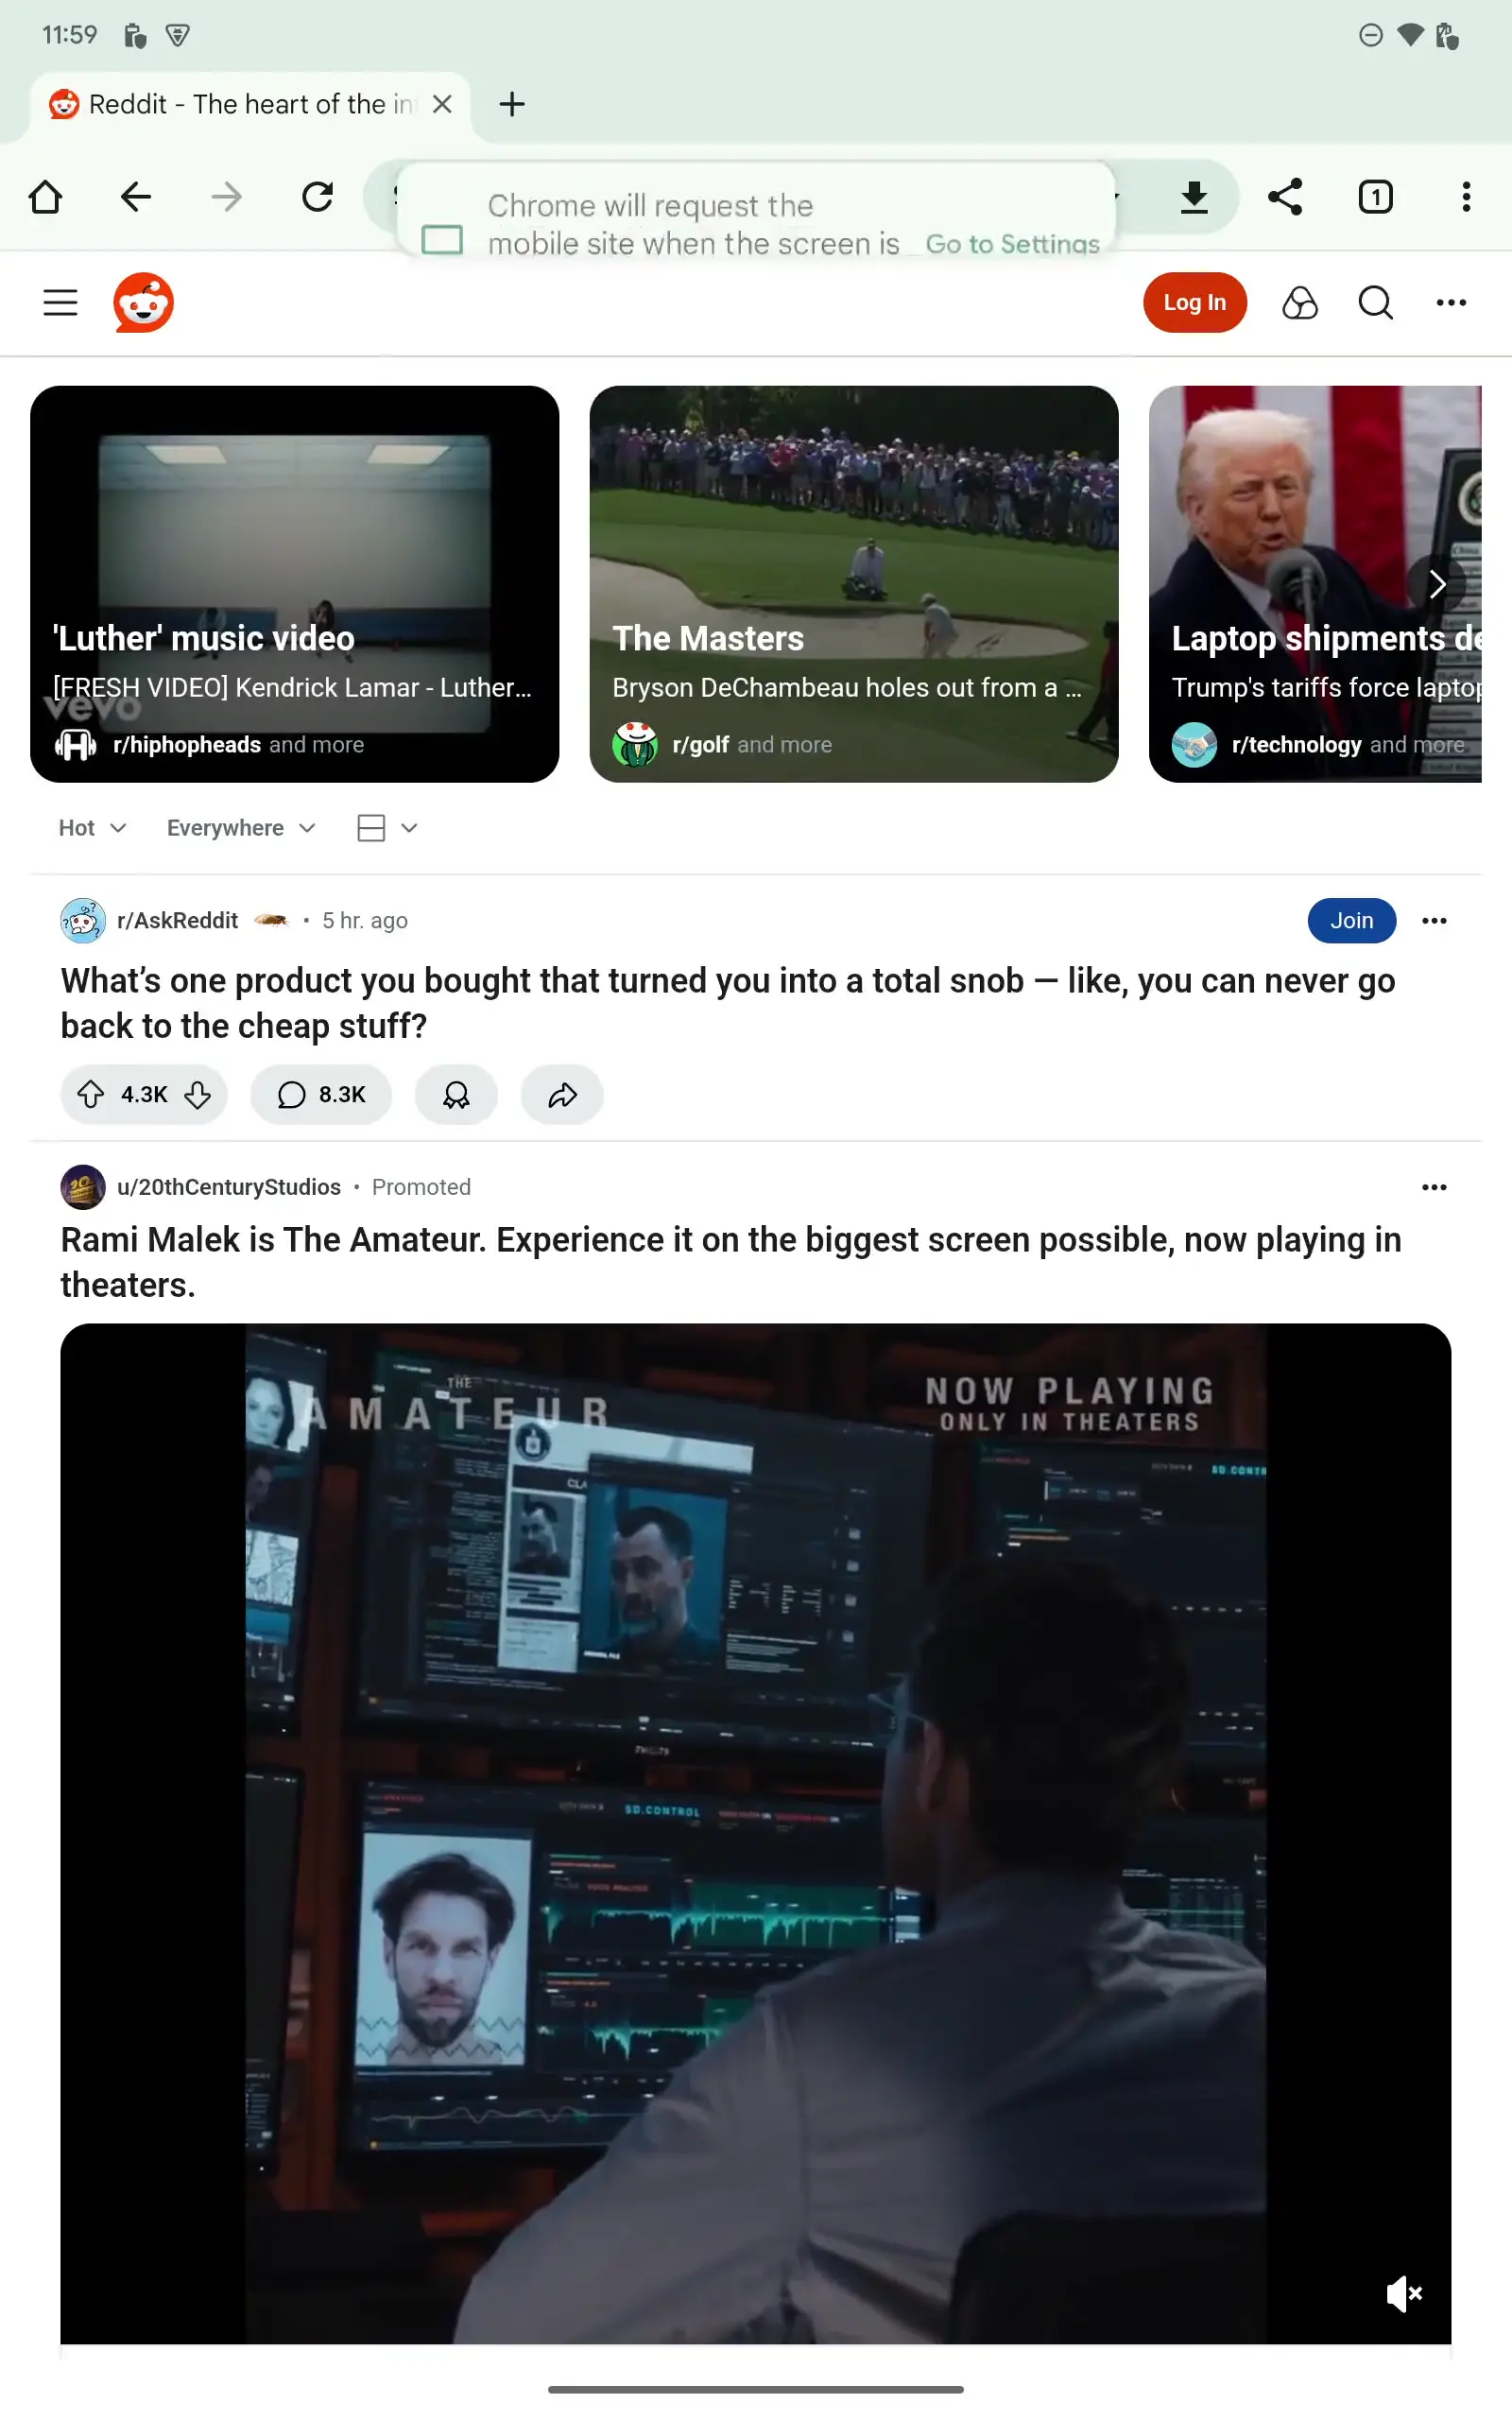 11:59
Reddit - The heart of the in
1
Chrome will request the
mobile site when the screen is
Go to Settings
Log In
'Luther' music video
[FRESH VIDEO] Kendrick Lamar - Luther...
vevo
r/hiphopheads and more
The Masters
Bryson DeChambeau holes out from a ...
r/golf and more
Laptop shipments de
Trump's tariffs force laptop
r/technology and more
Hot
Everywhere
r/AskReddit • 5 hr. ago
Join
What’s one product you bought that turned you into a total snob — like, you can never go
back to the cheap stuff?
4.3K
8.3K
u/20thCenturyStudios • Promoted
Rami Malek is The Amateur. Experience it on the biggest screen possible, now playing in
theaters.
THE
AMATEUR
NOW PLAYING
ONLY IN THEATERS
SD.CONTROL